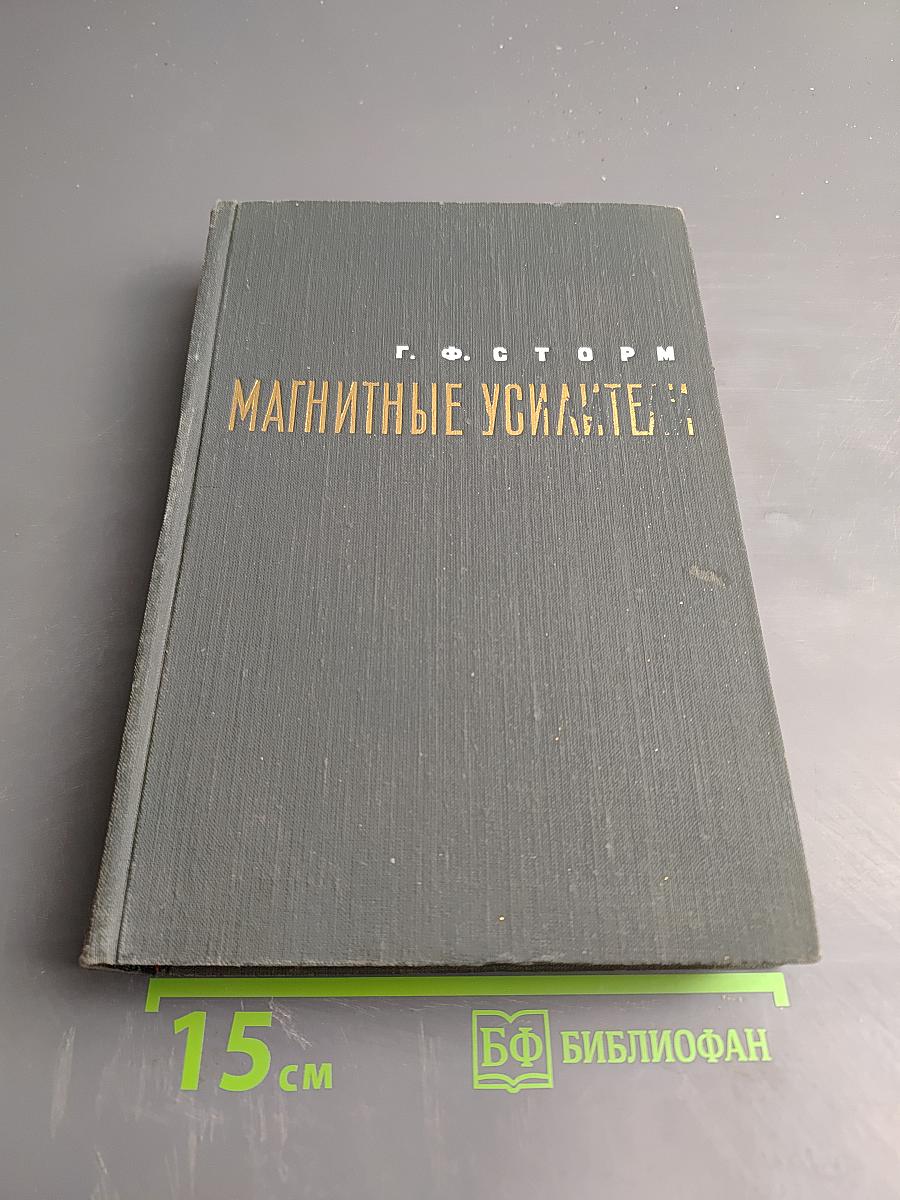 Г. Ф. СТОРМ
МАГНИТНЫЕ УСИЛИТЕЛИ
15 см
БФ БИБЛИОФАН